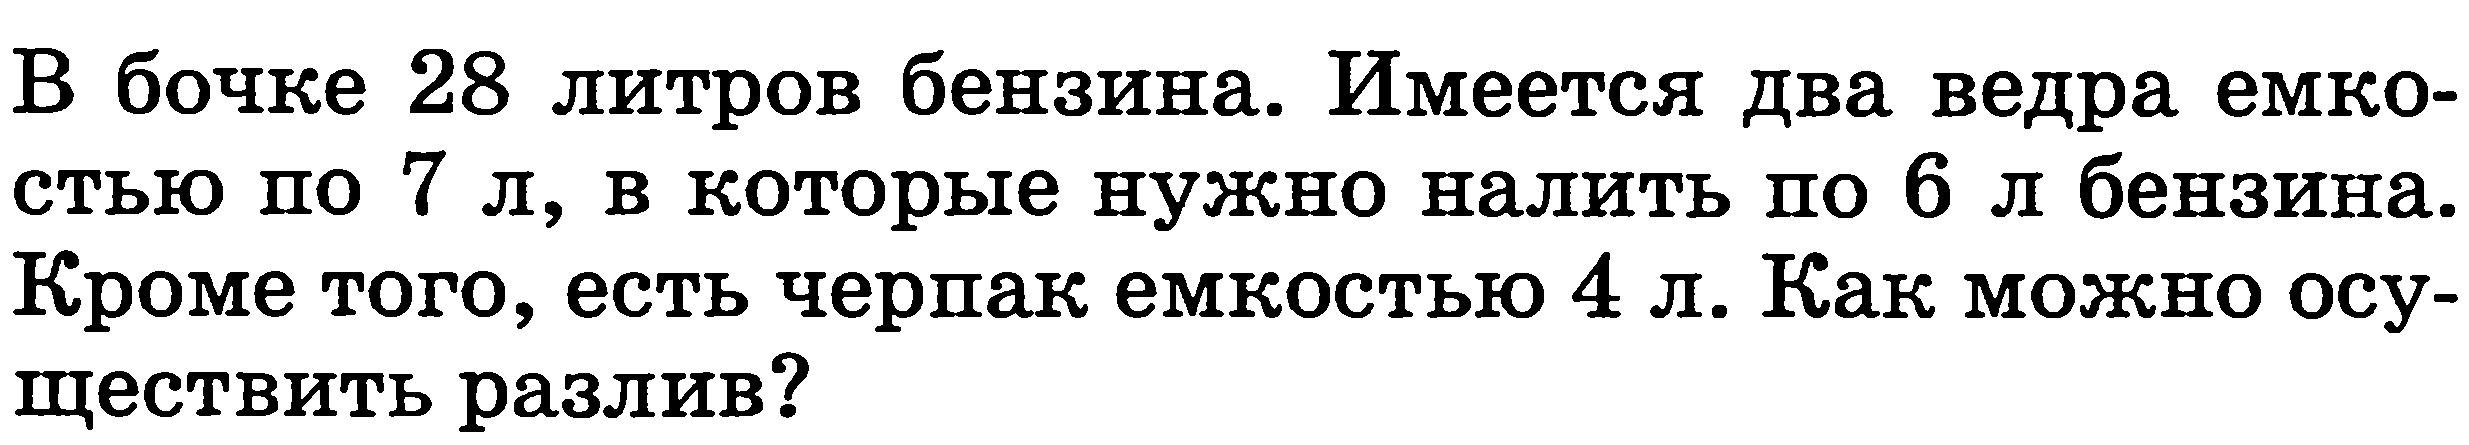 В бочке 28 литров бензина. Имеется два ведра емко-
стью по 7 л, в которые нужно налить по 6 л бензина.
Кроме того, есть черпак емкостью 4 л. Как можно осу-
ществить разлив?